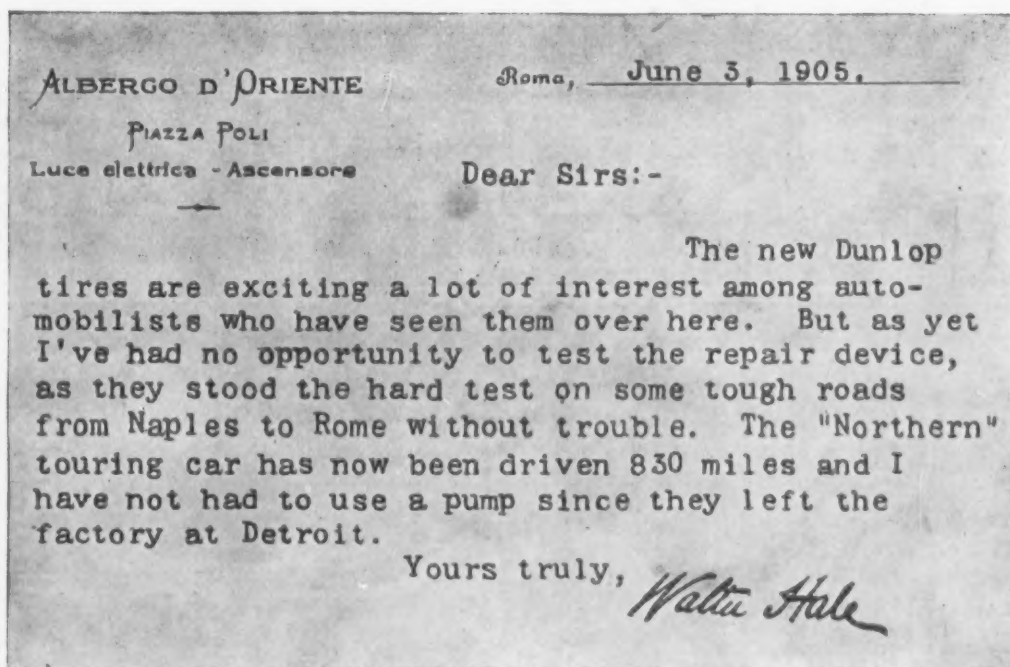 ALBERGO D'ORIENTE
PIAZZA POLI
Luce elettrica - Ascensore
Roma, June 3, 1905.
Dear Sirs:-
The new Dunlop
tires are exciting a lot of interest among auto-
mobilists who have seen them over here. But as yet
I've had no opportunity to test the repair device,
as they stood the hard test on some tough roads
from Naples to Rome without trouble. The "Northern"
touring car has now been driven 830 miles and I
have not had to use a pump since they left the
factory at Detroit.
Yours truly, Walter Hale